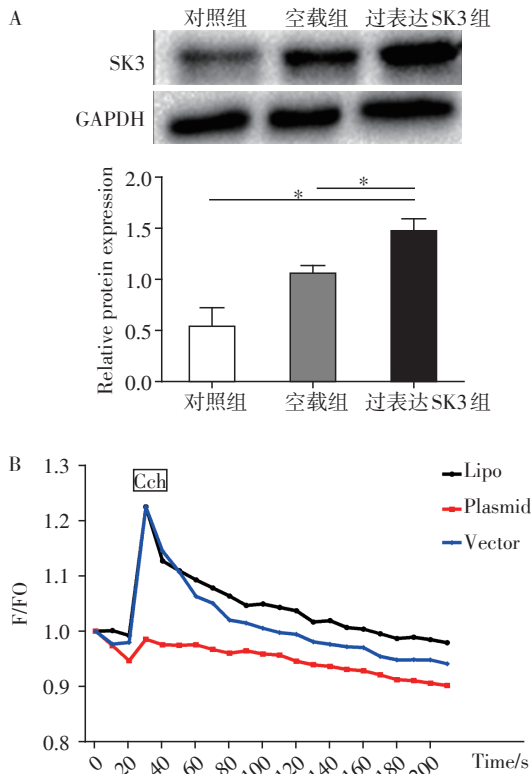 A
对照组 空载组 过表达SK3组
SK3
GAPDH
Relative protein expression
2.0
1.5
1.0
0.5
0.0
* *
对照组 空载组 过表达SK3组
B
1.3
1.2
1.1
1.0
0.9
0.8
F/FO
Cch
Lipo
Plasmid
Vector
0 20 40 60 80 100 120 140 160 180 200 Time/s